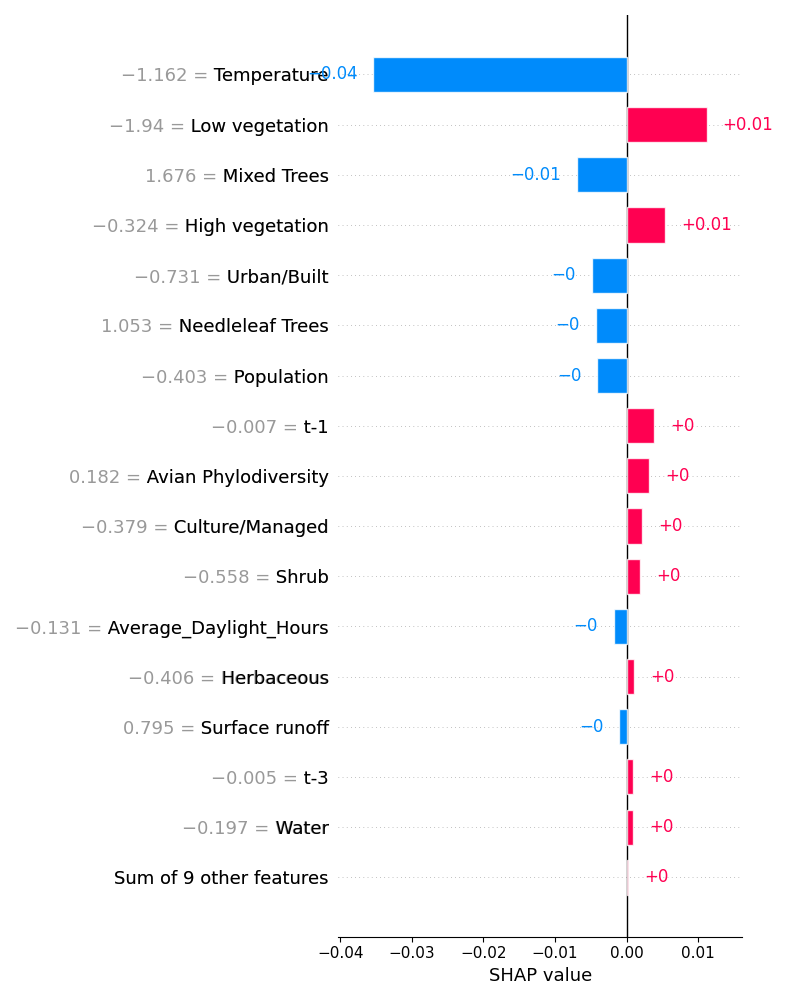 −1.162 = Temperature −0.04
−1.94 = Low vegetation +0.01
1.676 = Mixed Trees −0.01
−0.324 = High vegetation +0.01
−0.731 = Urban/Built −0
1.053 = Needleleaf Trees −0
−0.403 = Population −0
−0.007 = t-1 +0
0.182 = Avian Phylodiversity +0
−0.379 = Culture/Managed +0
−0.558 = Shrub +0
−0.131 = Average_Daylight_Hours −0
−0.406 = Herbaceous +0
0.795 = Surface runoff −0
−0.005 = t-3 +0
−0.197 = Water +0
Sum of 9 other features +0
−0.04 −0.03 −0.02 −0.01 0.00 0.01
SHAP value